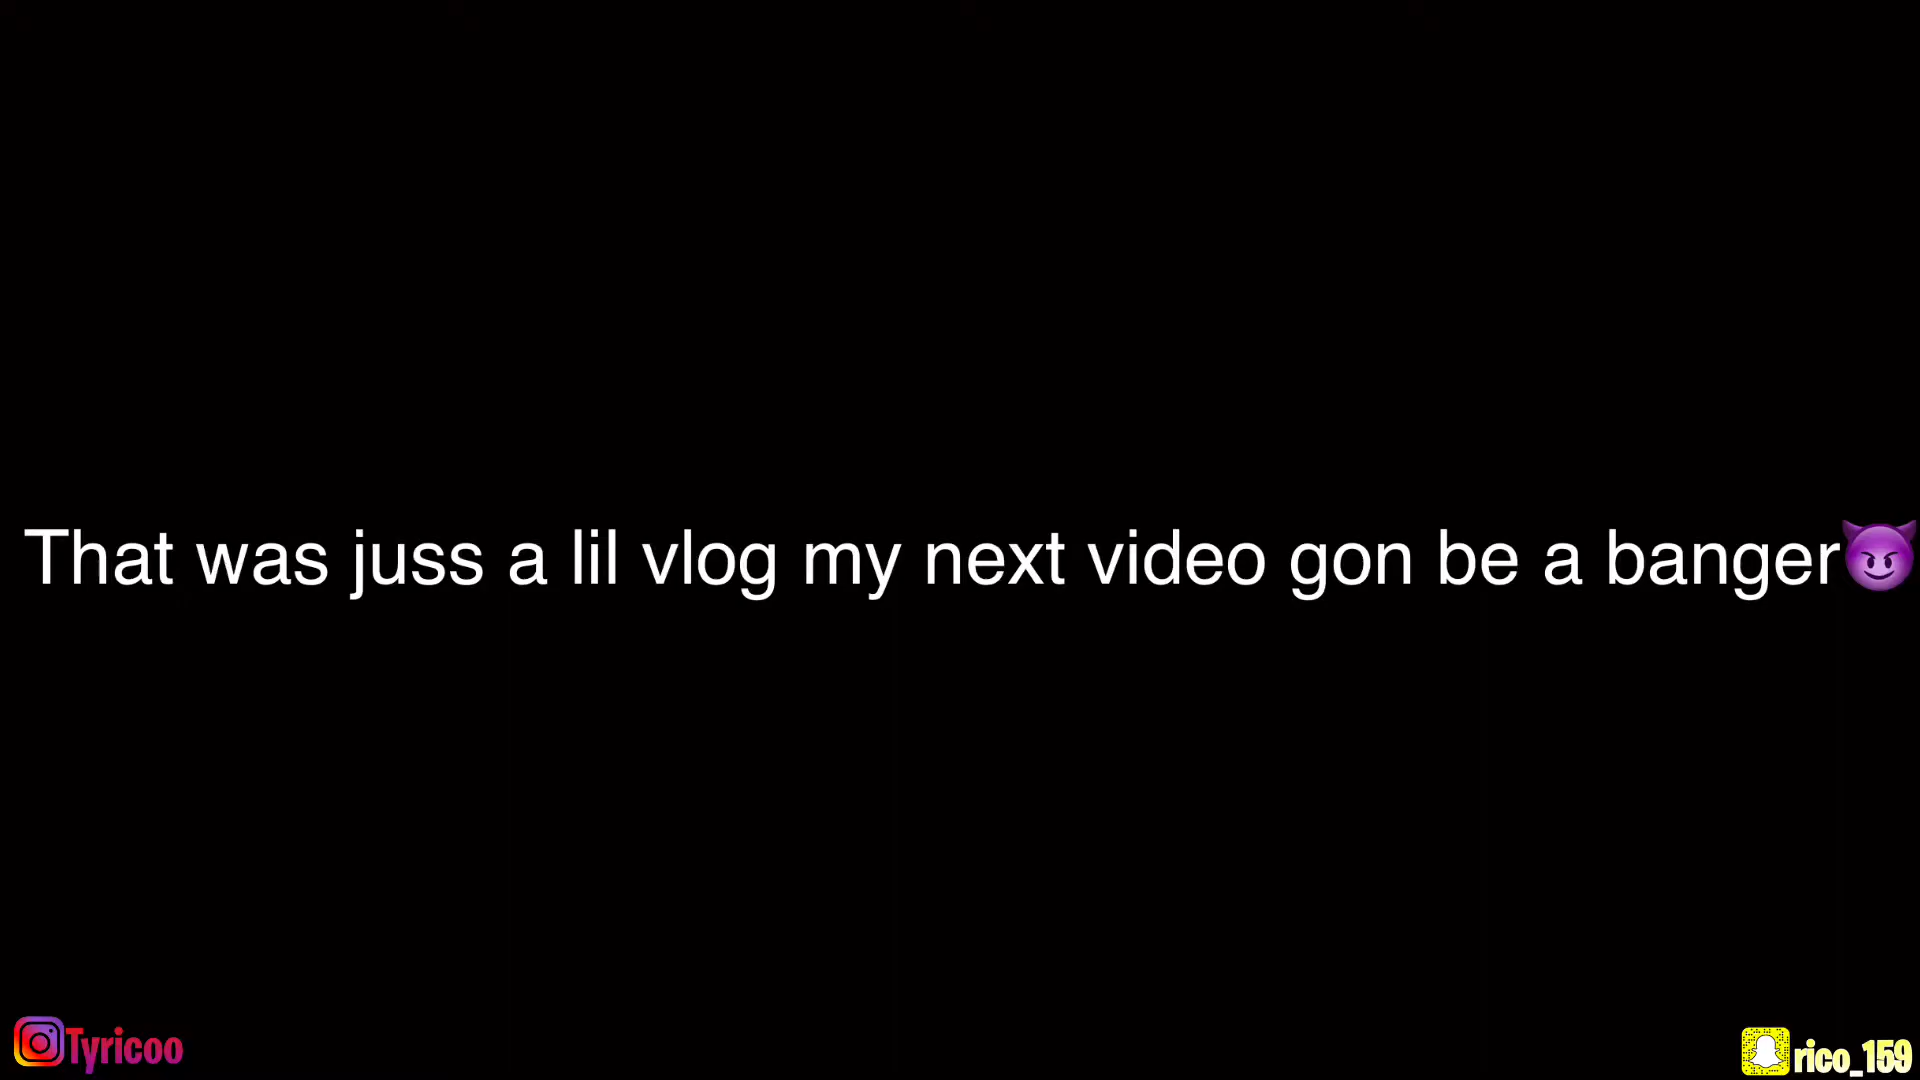 That was juss a lil vlog my next video gon be a banger😈
Tyricoo
rico_159